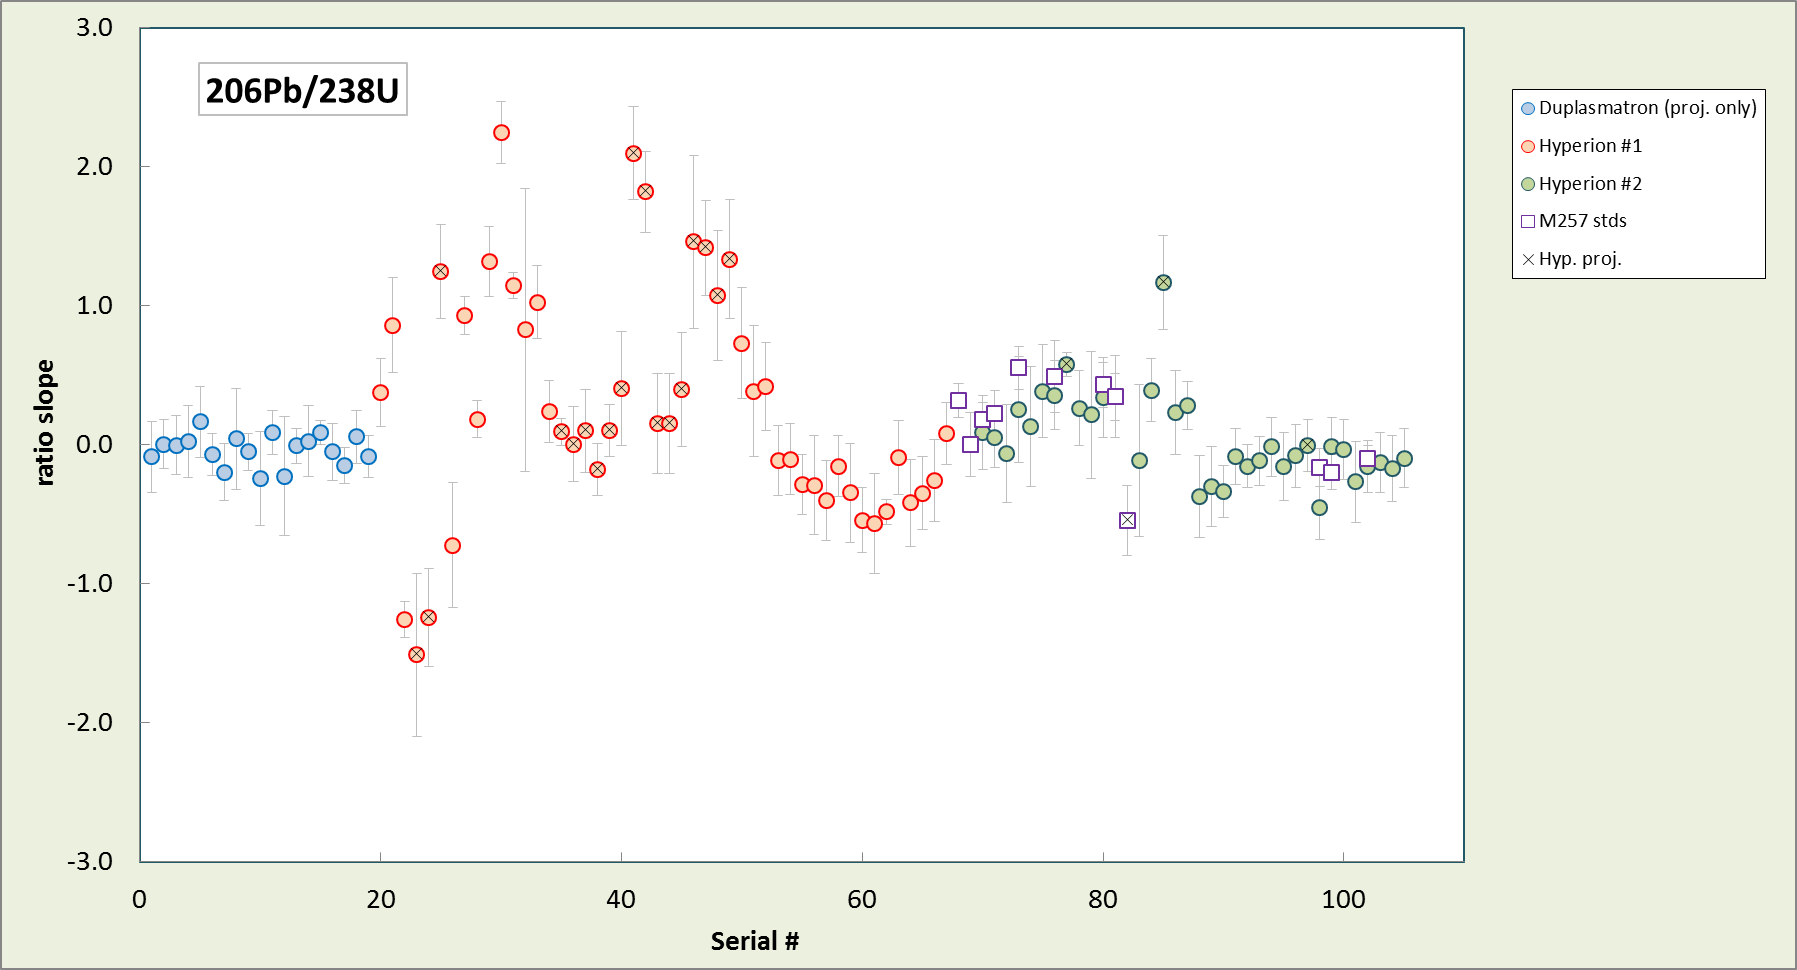 206Pb/238U
3.0
2.0
1.0
0.0
-1.0
-2.0
-3.0
ratio slope
0 20 40 60 80 100
Serial #
Duplasmatron (proj. only)
Hyperion #1
Hyperion #2
M257 stds
Hyp. proj.